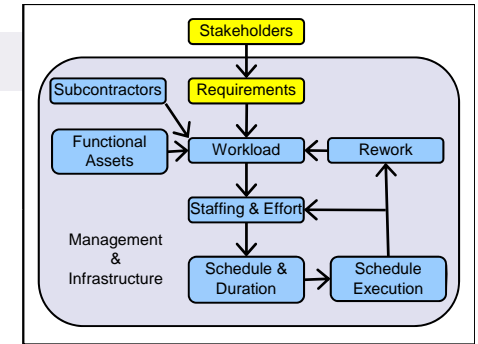 Stakeholders
Subcontractors
Requirements
Functional
Assets
Workload
Rework
Staffing & Effort
Management
&
Infrastructure
Schedule &
Duration
Schedule
Execution